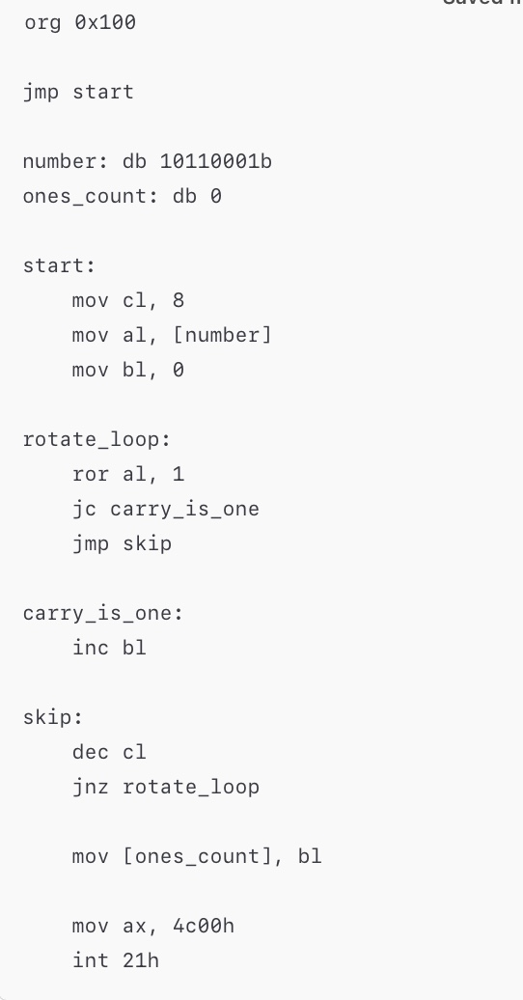 org 0x100
jmp start
number: db 10110001b
ones_count: db 0
start:
mov cl, 8
mov al, [number]
mov bl, 0
rotate_loop:
ror al, 1
jc carry_is_one
jmp skip
carry_is_one:
inc bl
skip:
dec cl
jnz rotate_loop
mov [ones_count], bl
mov ax, 4c00h
int 21h